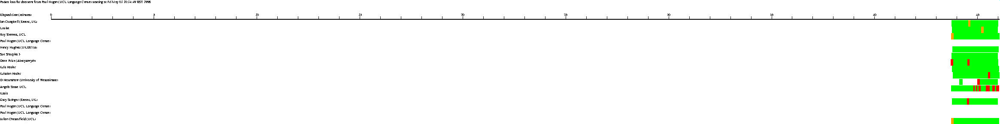 Packet loss for data sent from Paul Hogan (UCL Language Centre) starting at Fri May 01 10:14:49 BST 1998
Elapsed time (minutes) 0 5 10 15 20 25 30 35 40 45
Ian Campbell (Exeter, UK)
Louise
Roy Bennett, UCL
Paul Hogan (UCL Language Centre)
Henry Hughes (UKERNA)
Sue Sharples 3
Dave Price (Aberystwyth)
Kris Hasler
Kristian Hasler
D Hearnshaw (University of Westminster)
Angela Sasse UCL
Kasia
Gary Stringer (Exeter, UK)
Paul Hogan (UCL Language Centre)
Paul Hogan (UCL Language Centre)
Julian Chesterfield (UCL)